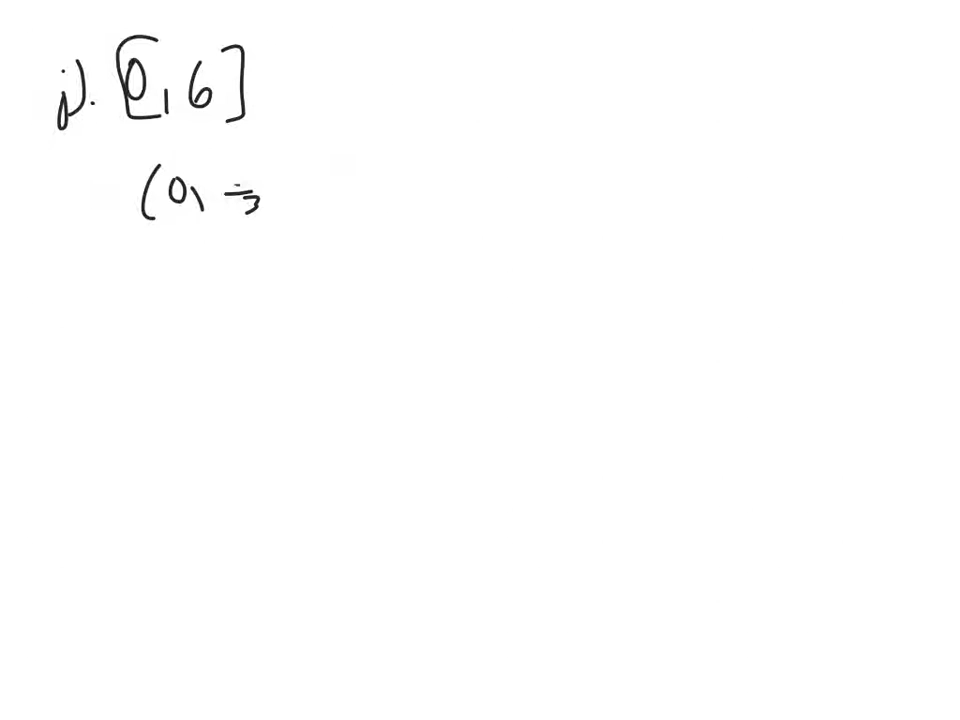 j). [0, 6]
(0,